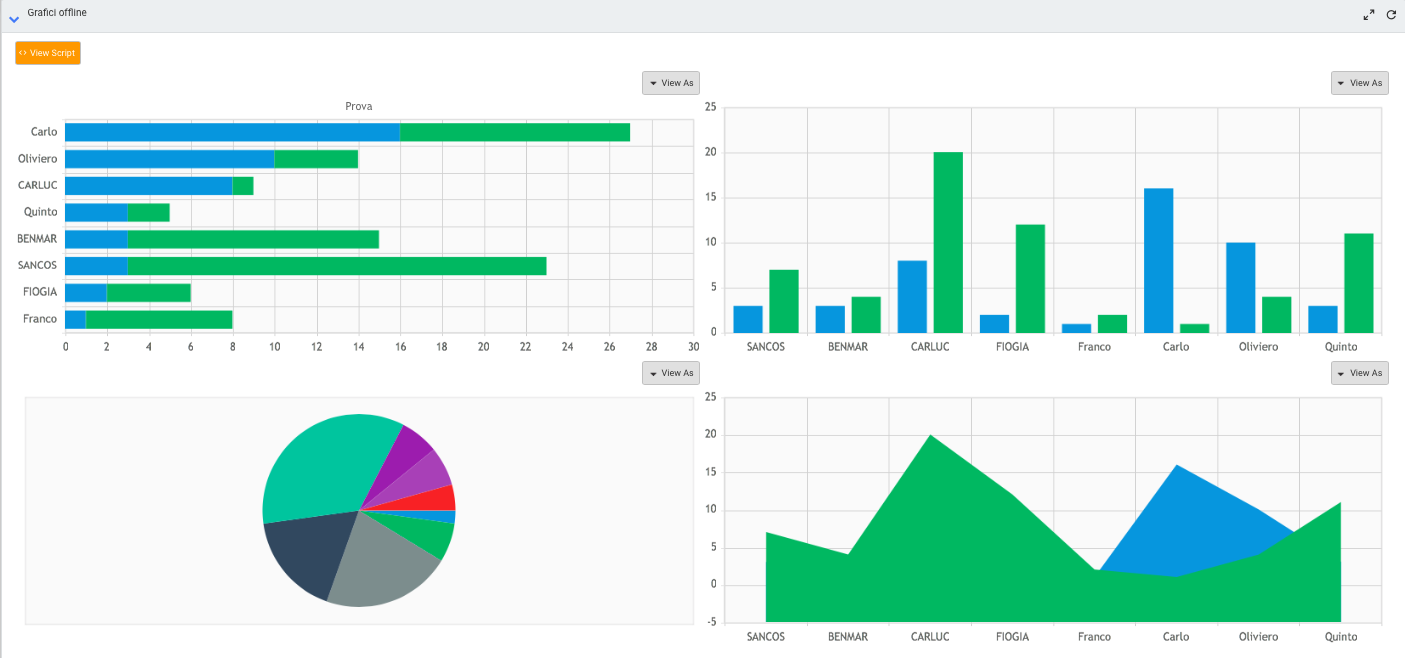 Grafici offline
<> View Script
View As
View As
Prova
Carlo
Oliviero
CARLUC
Quinto
BENMAR
SANCOS
FIOGIA
Franco
0 2 4 6 8 10 12 14 16 18 20 22 24 26 28 30
25
20
15
10
5
0
SANCOS BENMAR CARLUC FIOGIA Franco Carlo Oliviero Quinto
View As
View As
25
20
15
10
5
0
-5
SANCOS BENMAR CARLUC FIOGIA Franco Carlo Oliviero Quinto